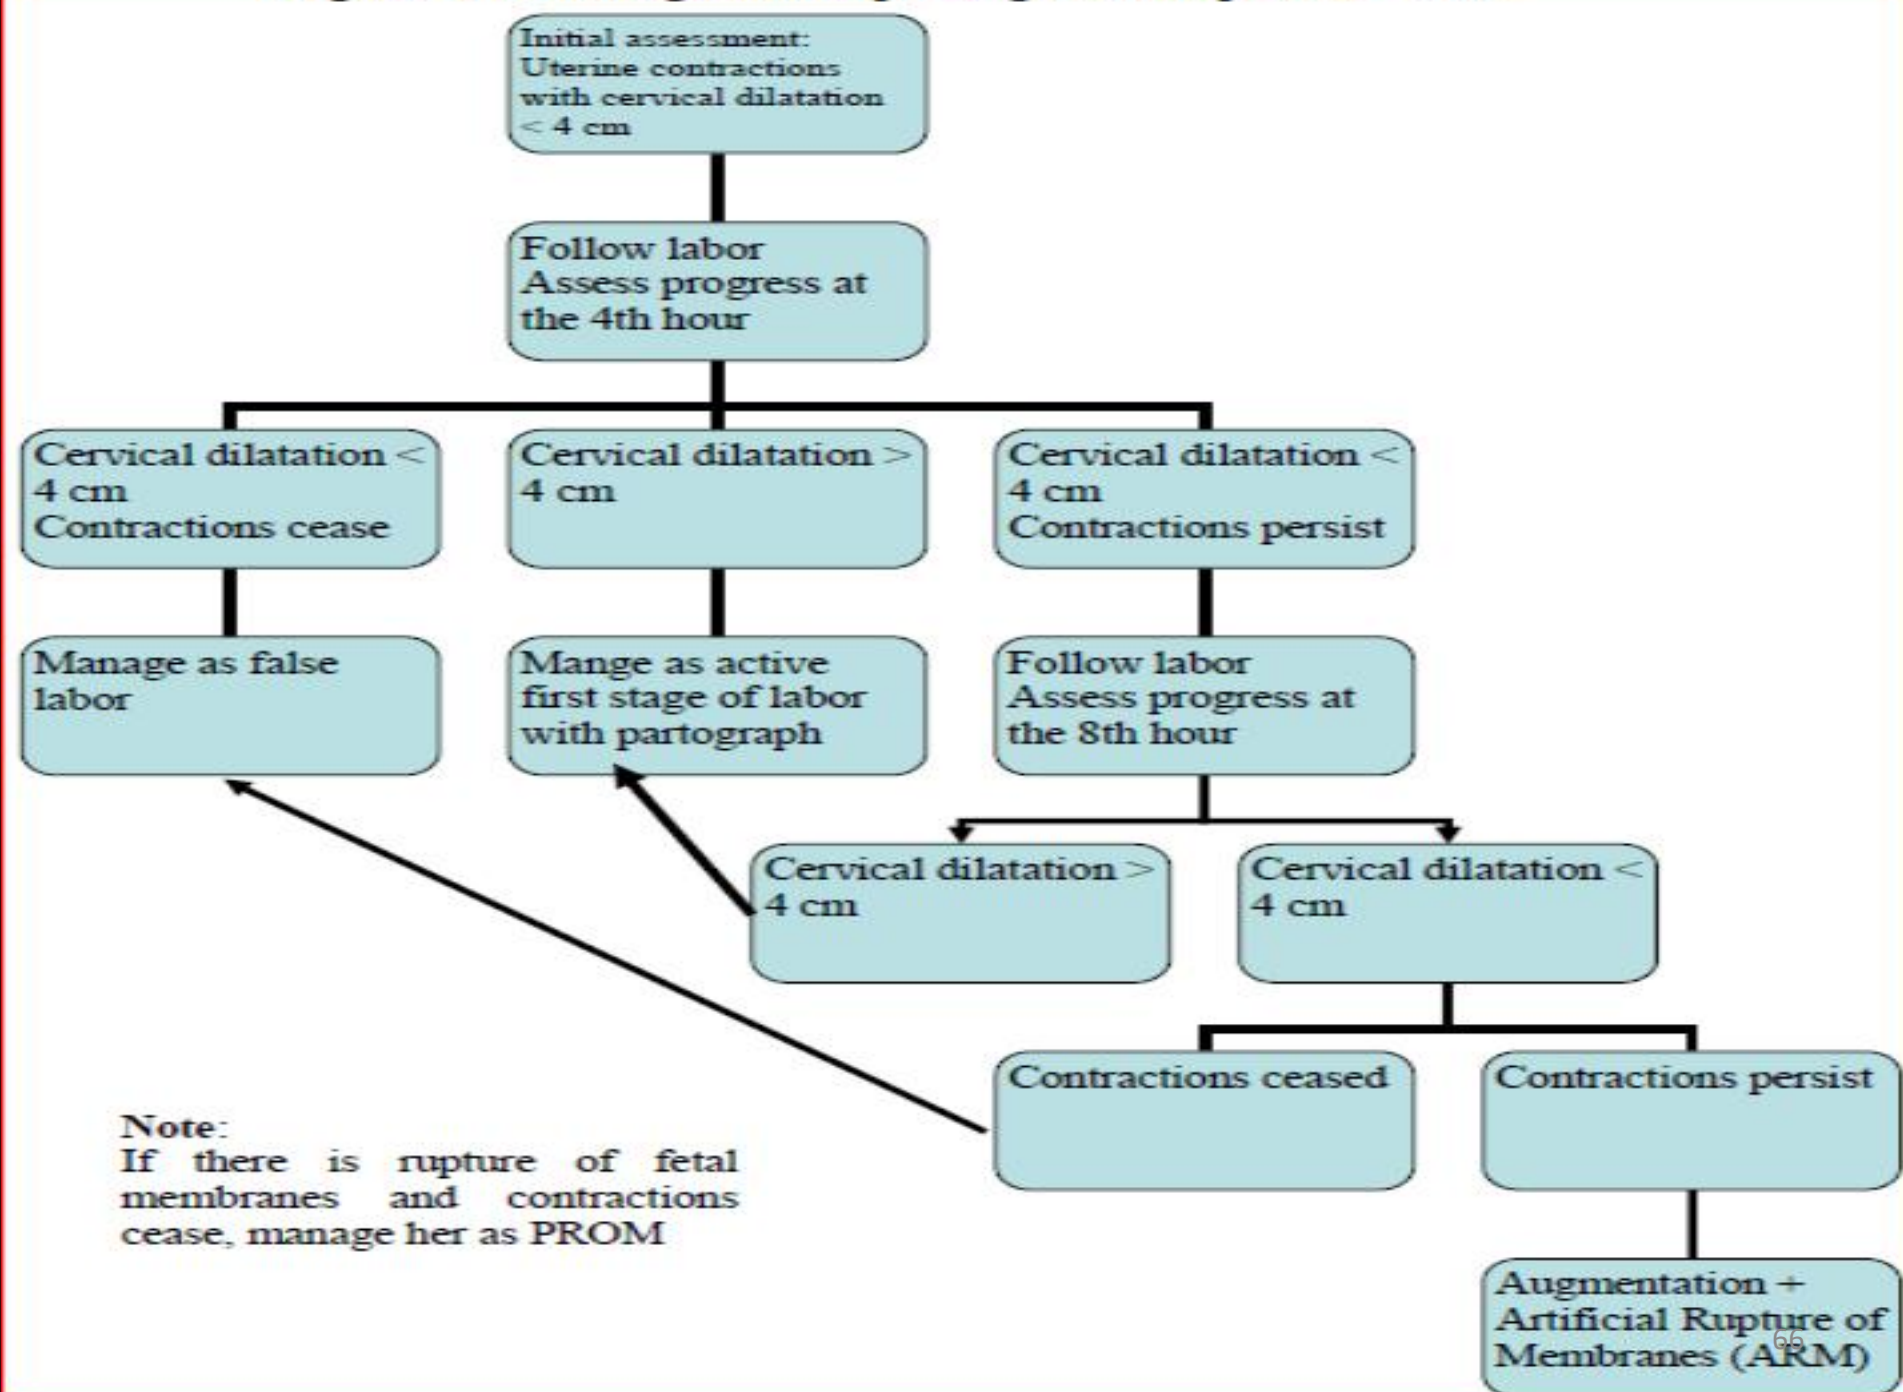 Initial assessment:
Uterine contractions
with cervical dilatation
< 4 cm
Follow labor
Assess progress at
the 4th hour
Cervical dilatation <
4 cm
Contractions cease
Cervical dilatation >
4 cm
Cervical dilatation <
4 cm
Contractions persist
Manage as false
labor
Mange as active
first stage of labor
with partograph
Follow labor
Assess progress at
the 8th hour
Cervical dilatation >
4 cm
Cervical dilatation <
4 cm
Contractions ceased
Contractions persist
Note:
If there is rupture of fetal
membranes and contractions
cease, manage her as PROM
Augmentation +
Artificial Rupture of
Membranes (ARM)
66